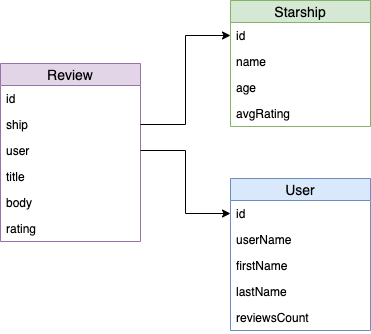 Review
id
ship
user
title
body
rating
Starship
id
name
age
avgRating
User
id
userName
firstName
lastName
reviewsCount